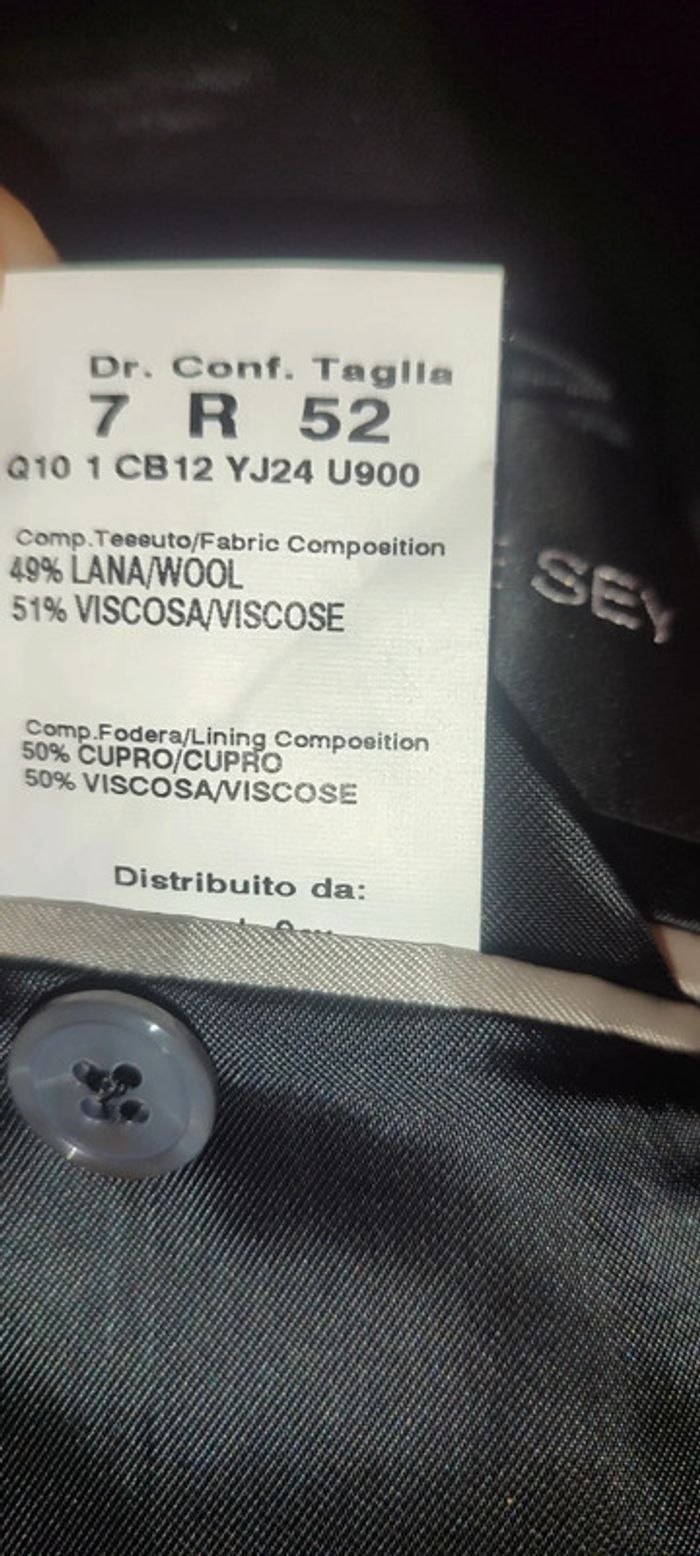 Dr. Conf. Taglia
7 R 52
Q10 1 CB12 YJ24 U900
Comp.Tessuto/Fabric Composition
49% LANA/WOOL
51% VISCOSA/VISCOSE
Comp.Fodera/Lining Composition
50% CUPRO/CUPRO
50% VISCOSA/VISCOSE
Distribuito da:
SEY